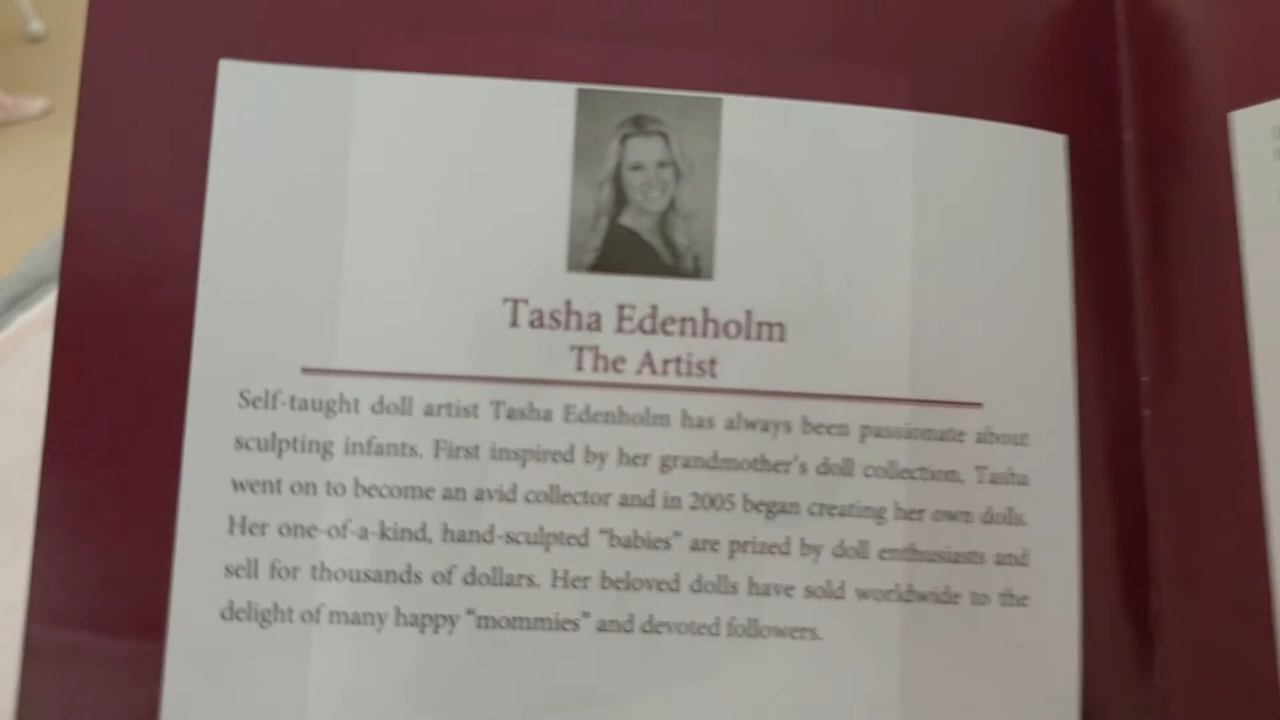 Tasha Edenholm
The Artist
Self-taught doll artist Tasha Edenholm has always been passionate about
sculpting infants. First inspired by her grandmother's doll collection, Tasha
went on to become an avid collector and in 2005 began creating her own dolls.
Her one-of-a-kind, hand-sculpted “babies” are prized by doll enthusiasts and
sell for thousands of dollars. Her beloved dolls have sold worldwide to the
delight of many happy “mommies” and devoted followers.